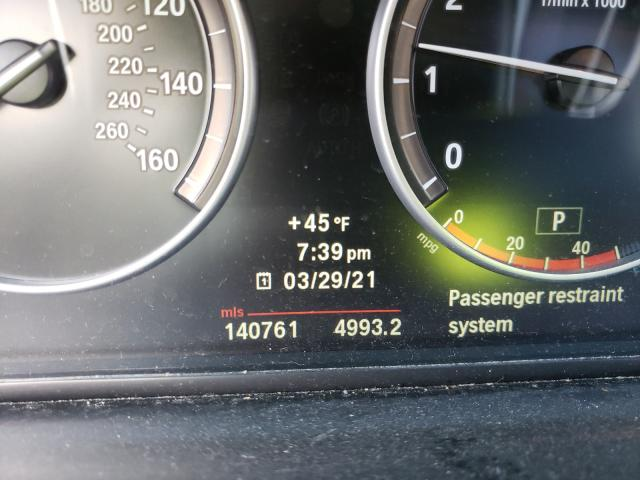 180 120
200
220
140
240
260
160
2
1/min x 1000
1
0
+45 °F
7:39 pm
03/29/21
mls
140761 4993.2
mpg
0
20
40
P
Passenger restraint
system